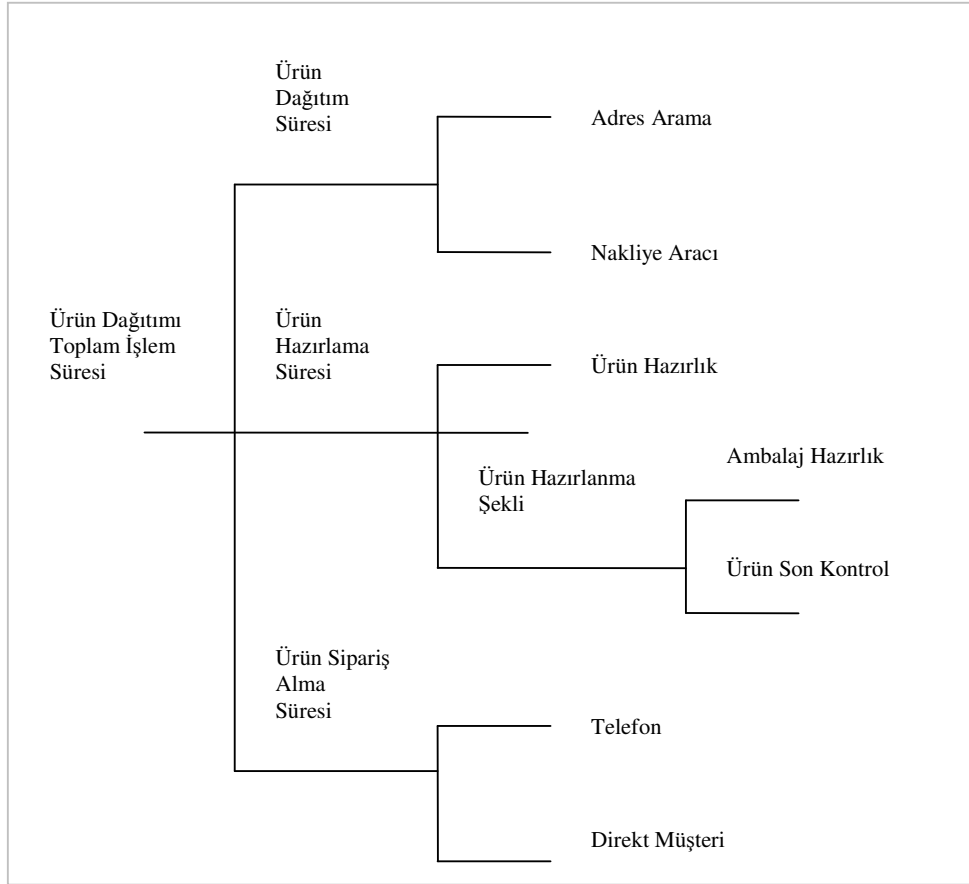 Ürün
Dağıtım
Süresi
Adres Arama
Nakliye Aracı
Ürün Dağıtımı
Toplam İşlem
Süresi
Ürün
Hazırlama
Süresi
Ürün Hazırlık
Ürün Hazırlanma
Şekli
Ambalaj Hazırlık
Ürün Son Kontrol
Ürün Sipariş
Alma
Süresi
Telefon
Direkt Müşteri